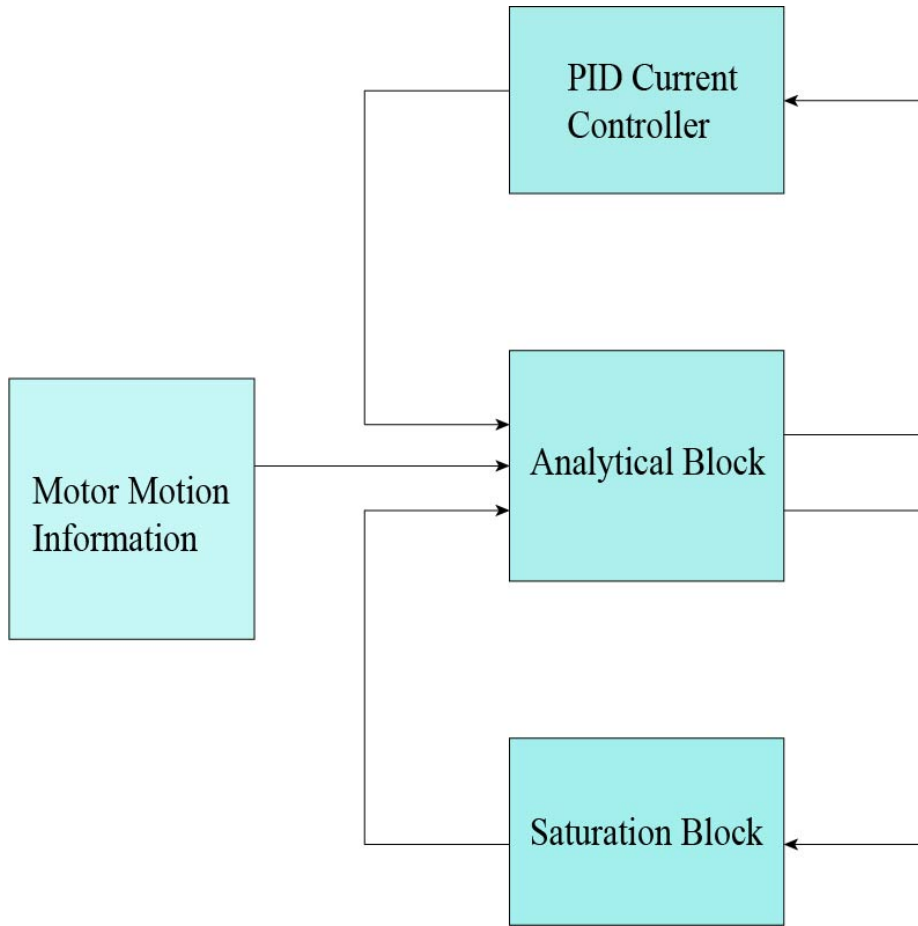 PID Current
Controller
Motor Motion
Information
Analytical Block
Saturation Block